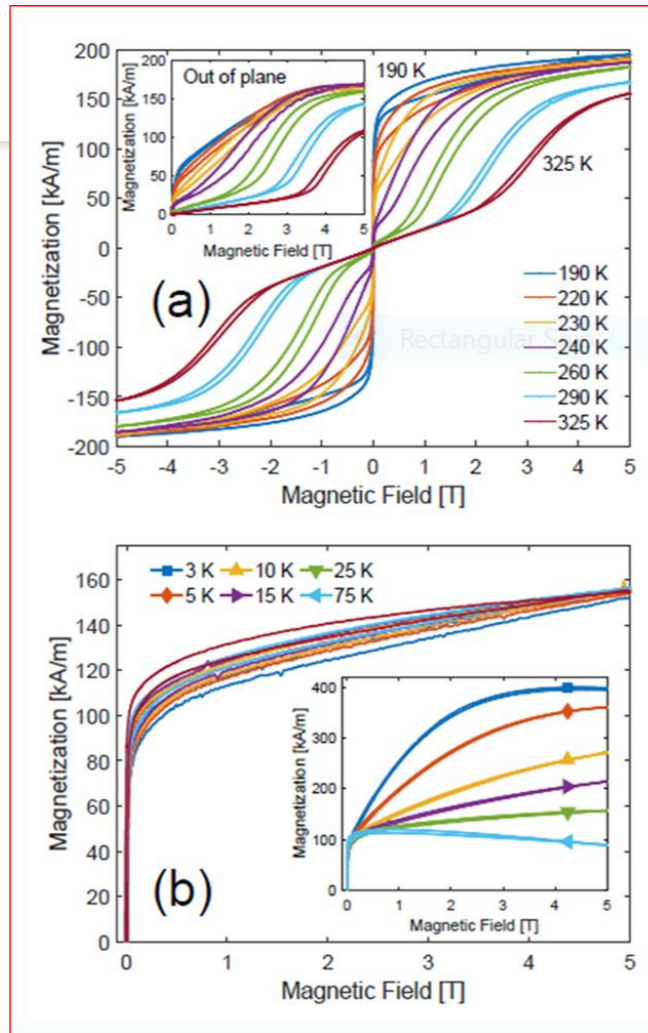 200
150
100
50
0
-50
-100
-150
-200
Magnetization [kA/m]
-5 -4 -3 -2 -1 0 1 2 3 4 5
Magnetic Field [T]
Out of plane
200
150
100
50
0
Magnetization [kA/m]
0 1 2 3 4 5
Magnetic Field [T]
190 K
325 K
(a)
190 K
220 K
230 K
240 K
260 K
290 K
325 K
160
140
120
100
80
60
40
20
0
Magnetization [kA/m]
3 K 10 K 25 K
5 K 15 K 75 K
400
300
200
100
0
Magnetization [kA/m]
0 1 2 3 4 5
Magnetic Field [T]
(b)
0 1 2 3 4 5
Magnetic Field [T]